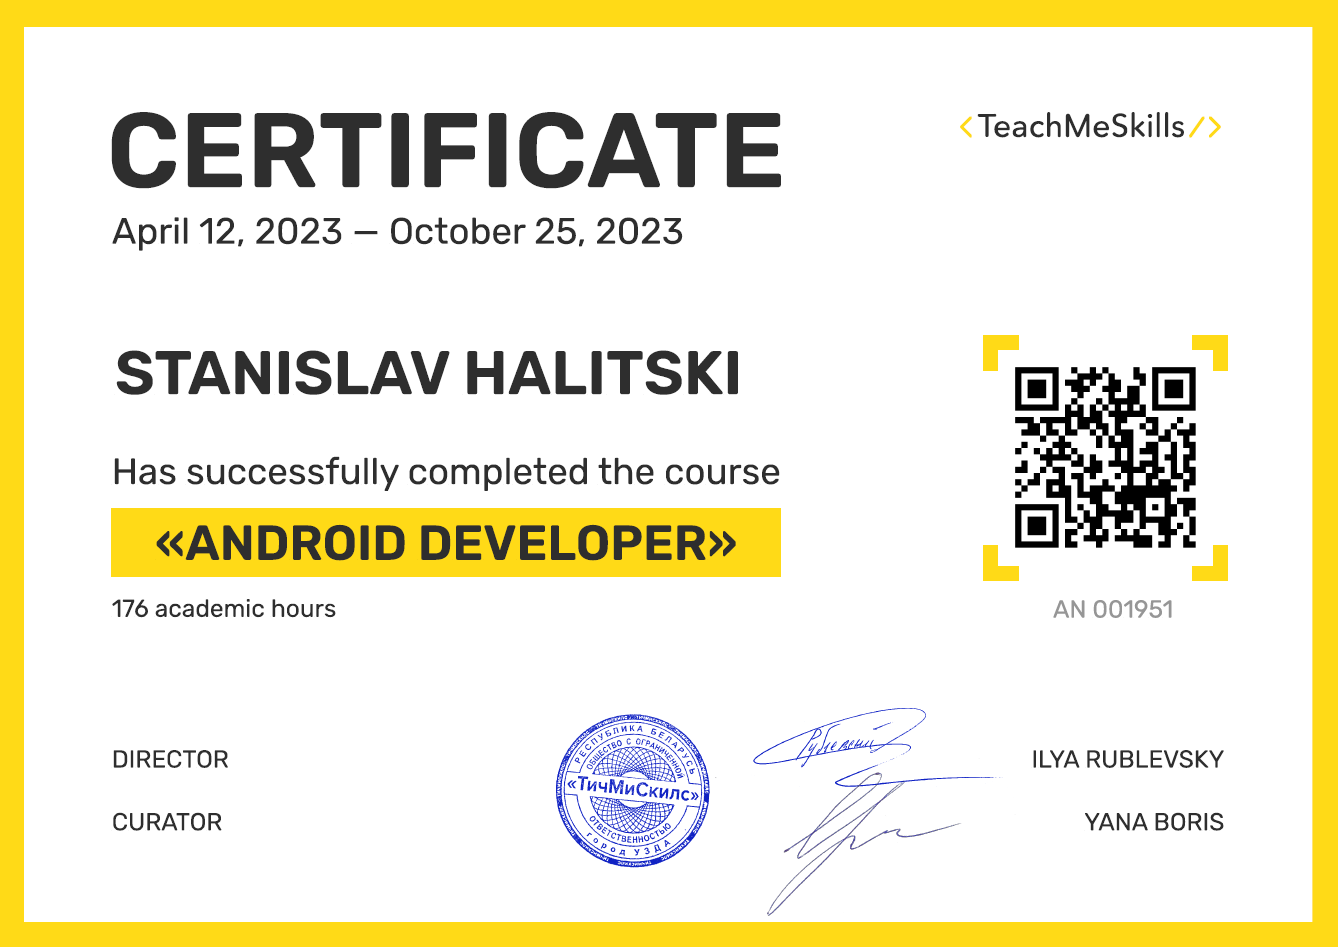 CERTIFICATE
<TeachMeSkills/>
April 12, 2023 — October 25, 2023
STANISLAV HALITSKI
Has successfully completed the course
«ANDROID DEVELOPER»
176 academic hours
AN 001951
DIRECTOR
ILYA RUBLEVSKY
CURATOR
YANA BORIS
РЕСПУБЛИКА БЕЛАРУСЬ
ОБЩЕСТВО С ОГРАНИЧЕННОЙ
«ТичМиСкилс»
ОТВЕТСТВЕННОСТЬЮ
город УЗДА